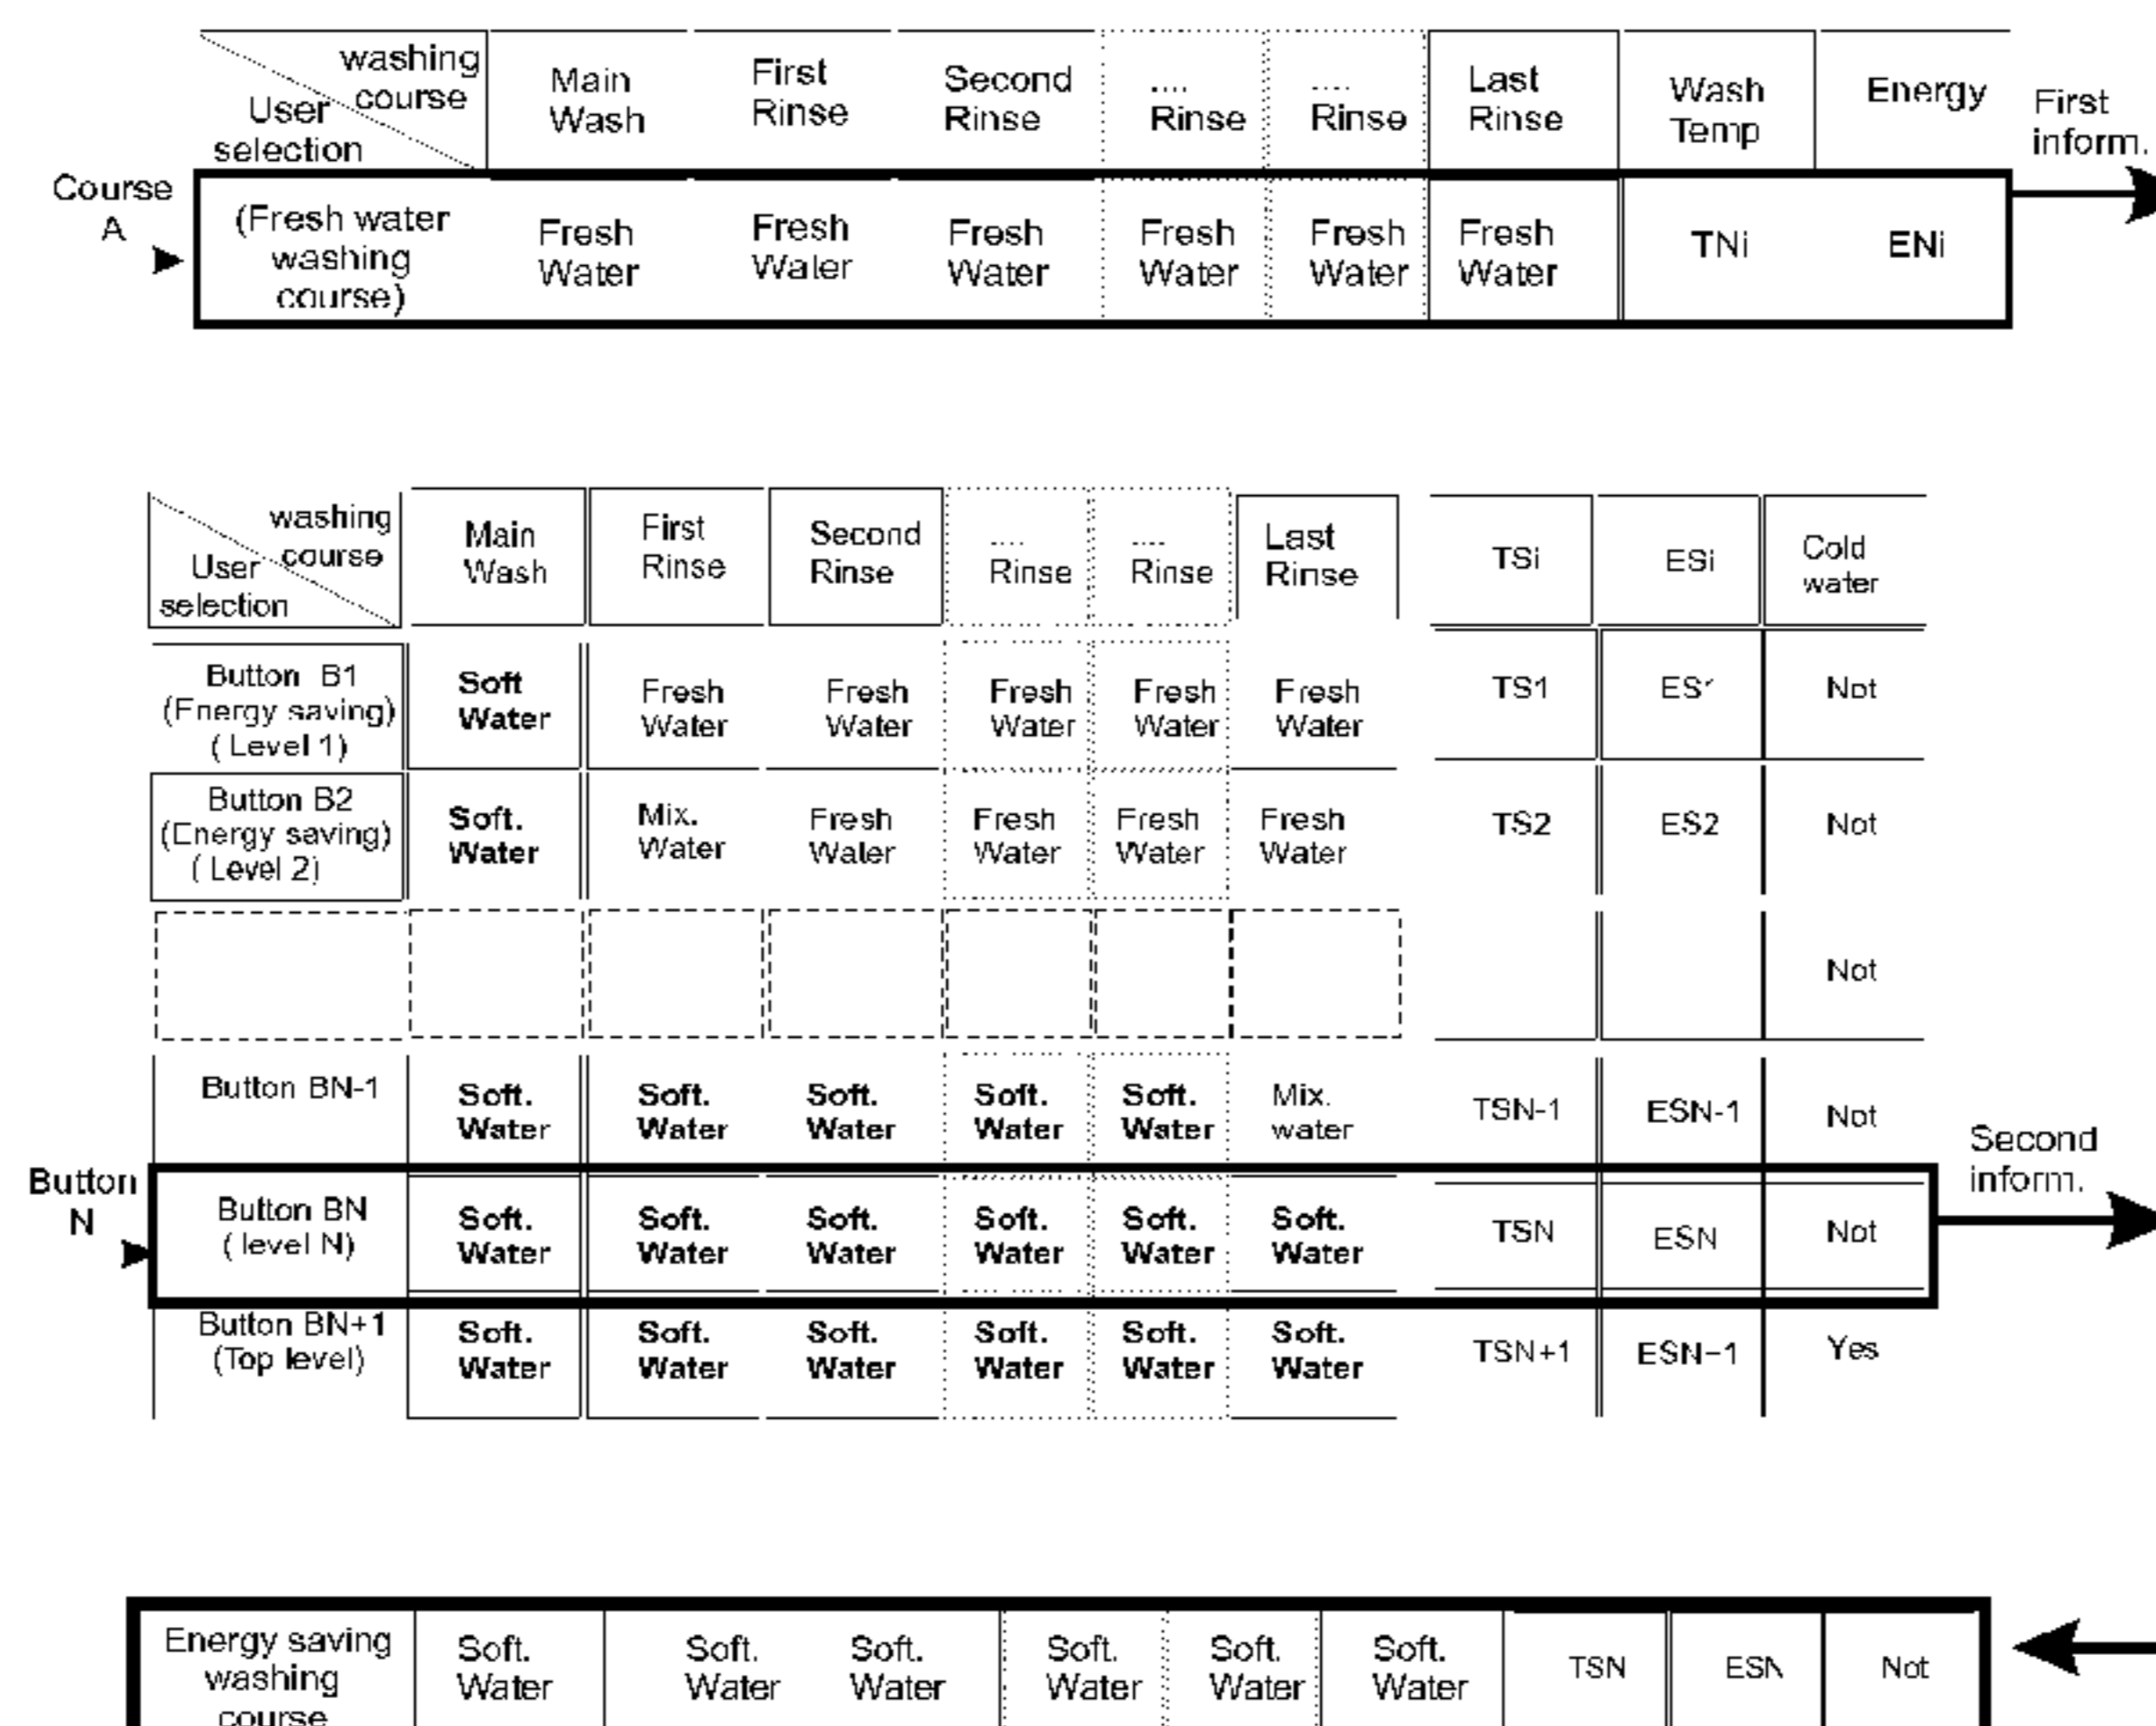 washing
course
User
selection
Main
Wash
First
Rinse
Second
Rinse
....
Rinse
....
Rinse
Last
Rinse
Wash
Temp
Energy
First
inform.
Course
A
(Fresh water
washing
course)
Fresh
Water
Fresh
Water
Fresh
Water
Fresh
Water
Fresh
Water
Fresh
Water
TNi
ENi
washing
course
User
selection
Main
Wash
First
Rinse
Second
Rinse
....
Rinse
....
Rinse
Last
Rinse
TSi
ESi
Cold
water
Button B1
(Energy saving)
( Level 1)
Soft
Water
Fresh
Water
Fresh
Water
Fresh
Water
Fresh
Water
Fresh
Water
TS1
ES1
Not
Button B2
(Energy saving)
( Level 2)
Soft.
Water
Mix.
Water
Fresh
Water
Fresh
Water
Fresh
Water
Fresh
Water
TS2
ES2
Not
Not
Button BN-1
Soft.
Water
Soft.
Water
Soft.
Water
Soft.
Water
Soft.
Water
Mix.
water
TSN-1
ESN-1
Not
Second
inform.
Button
N
Button BN
( level N)
Soft.
Water
Soft.
Water
Soft.
Water
Soft.
Water
Soft.
Water
Soft.
Water
TSN
ESN
Not
Button BN+1
(Top level)
Soft.
Water
Soft.
Water
Soft.
Water
Soft.
Water
Soft.
Water
Soft.
Water
TSN+1
ESN−1
Yes
Energy saving
washing
course
Soft.
Water
Soft.
Water
Soft.
Water
Soft.
Water
Soft.
Water
Soft.
Water
TSN
ESN
Not